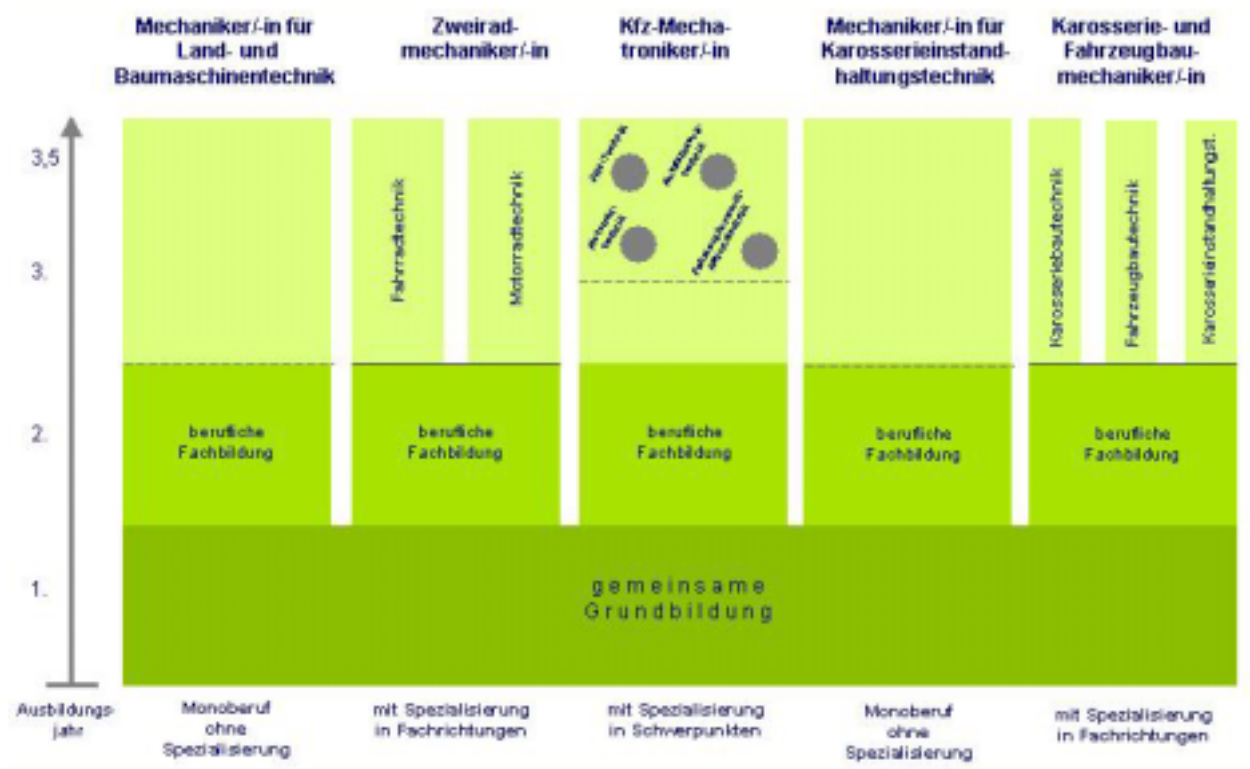 Mechaniker/-in für
Land- und
Baumaschinentechnik
Zweirad-
mechaniker/-in
Kfz-Mecha-
troniker/-in
Mechaniker/-in für
Karosserieinstand-
haltungstechnik
Karosserie- und
Fahrzeugbau-
mechaniker/-in
3,5
3.
2.
1.
Fahrradtechnik
Motorradtechnik
Karosseriebautechnik
Fahrzeugbautechnik
Karosserieinstandhaltungst.
berufliche
Fachbildung
berufliche
Fachbildung
berufliche
Fachbildung
berufliche
Fachbildung
berufliche
Fachbildung
gemeinsame
Grundbildung
Ausbildungs-
jahr
Monoberuf
ohne
Spezialisierung
mit Spezialisierung
in Fachrichtungen
mit Spezialisierung
in Schwerpunkten
Monoberuf
ohne
Spezialisierung
mit Spezialisierung
in Fachrichtungen